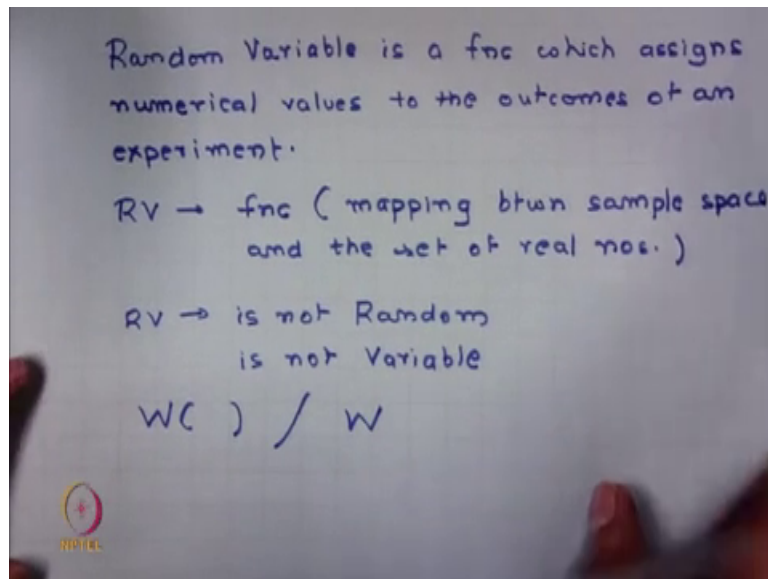 Random Variable is a fnc which assigns
numerical values to the outcomes of an
experiment.
RV → fnc ( mapping btwn sample space
and the set of real nos. )
RV → is not Random
is not Variable
W( ) / W
NPTEL